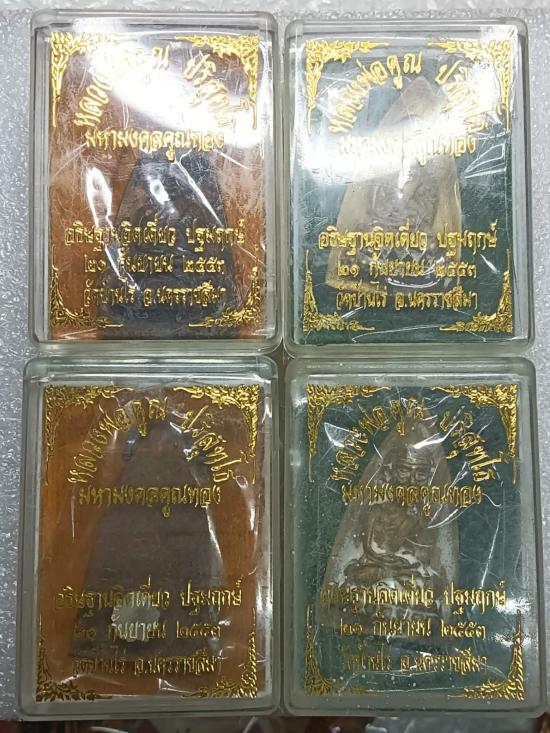 หลวงพ่อคูณ ปริสุทโธ
มหามงคลคูณทอง
อธิษฐานจิตเดี่ยว ปฐมฤกษ์
๒๑ กันยายน ๒๕๕๓
วัดบ้านไร่ จ.นครราชสีมา
หลวงพ่อคูณ ปริสุทโธ
มหามงคลคูณทอง
อธิษฐานจิตเดี่ยว ปฐมฤกษ์
๒๑ กันยายน ๒๕๕๓
วัดบ้านไร่ จ.นครราชสีมา
หลวงพ่อคูณ ปริสุทโธ
มหามงคลคูณทอง
อธิษฐานจิตเดี่ยว ปฐมฤกษ์
๒๑ กันยายน ๒๕๕๓
วัดบ้านไร่ จ.นครราชสีมา
หลวงพ่อคูณ ปริสุทโธ
มหามงคลคูณทอง
อธิษฐานจิตเดี่ยว ปฐมฤกษ์
๒๑ กันยายน ๒๕๕๓
วัดบ้านไร่ จ.นครราชสีมา